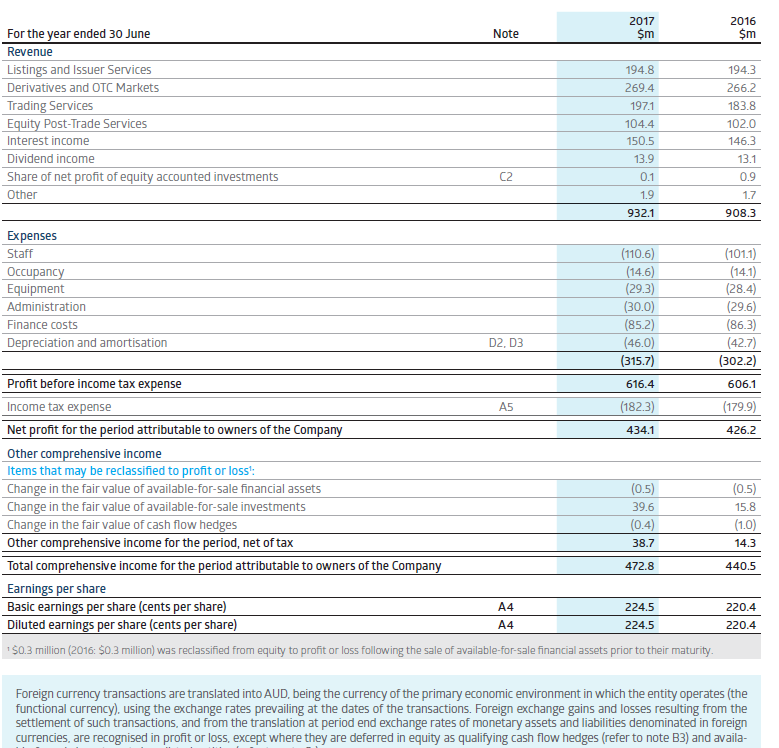 2017 2016
For the year ended 30 June Note $m $m
Revenue
Listings and Issuer Services 194.8 194.3
Derivatives and OTC Markets 269.4 266.2
Trading Services 197.1 183.8
Equity Post-Trade Services 104.4 102.0
Interest income 150.5 146.3
Dividend income 13.9 13.1
Share of net profit of equity accounted investments C2 0.1 0.9
Other 1.9 1.7
932.1 908.3
Expenses
Staff (110.6) (101.1)
Occupancy (14.6) (14.1)
Equipment (29.3) (28.4)
Administration (30.0) (29.6)
Finance costs (85.2) (86.3)
Depreciation and amortisation D2, D3 (46.0) (42.7)
(315.7) (302.2)
Profit before income tax expense 616.4 606.1
Income tax expense A5 (182.3) (179.9)
Net profit for the period attributable to owners of the Company 434.1 426.2
Other comprehensive income
Items that may be reclassified to profit or loss¹:
Change in the fair value of available-for-sale financial assets (0.5) (0.5)
Change in the fair value of available-for-sale investments 39.6 15.8
Change in the fair value of cash flow hedges (0.4) (1.0)
Other comprehensive income for the period, net of tax 38.7 14.3
Total comprehensive income for the period attributable to owners of the Company 472.8 440.5
Earnings per share
Basic earnings per share (cents per share) A4 224.5 220.4
Diluted earnings per share (cents per share) A4 224.5 220.4
¹ $0.3 million (2016: $0.3 million) was reclassified from equity to profit or loss following the sale of available-for-sale financial assets prior to their maturity.
Foreign currency transactions are translated into AUD, being the currency of the primary economic environment in which the entity operates (the
functional currency), using the exchange rates prevailing at the dates of the transactions. Foreign exchange gains and losses resulting from the
settlement of such transactions, and from the translation at period end exchange rates of monetary assets and liabilities denominated in foreign
currencies, are recognised in profit or loss, except where they are deferred in equity as qualifying cash flow hedges (refer to note B3) and availa-